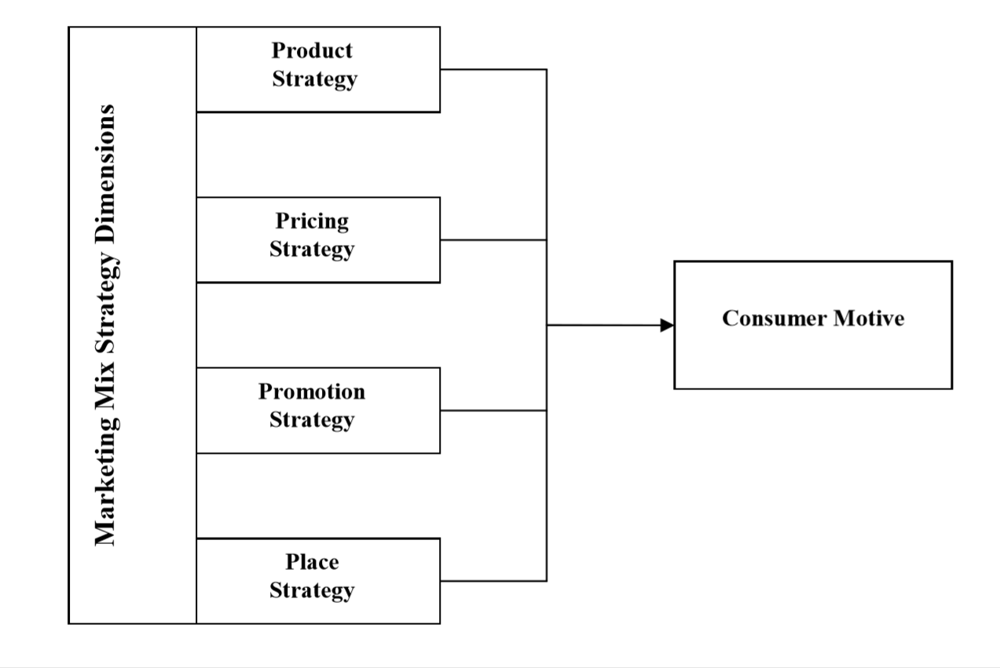 Marketing Mix Strategy Dimensions
Product
Strategy
Pricing
Strategy
Promotion
Strategy
Place
Strategy
Consumer Motive